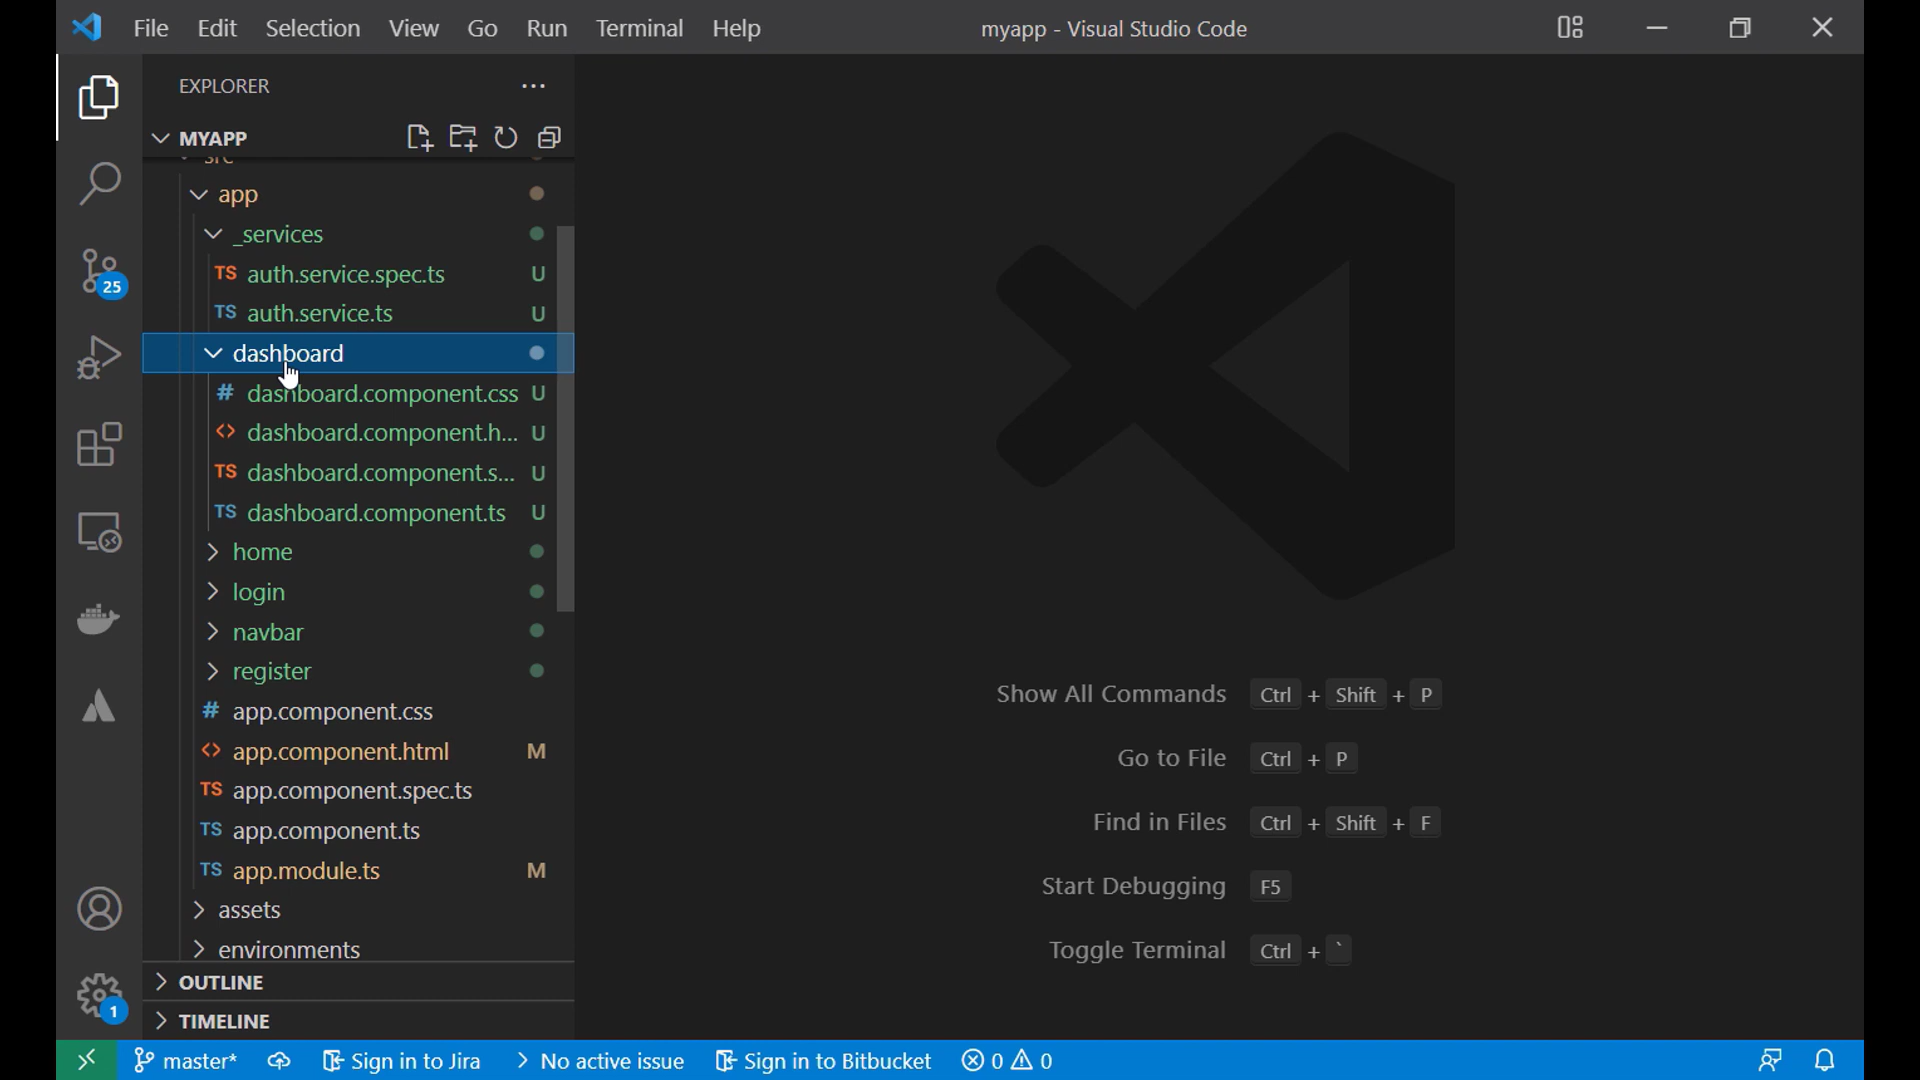 File Edit Selection View Go Run Terminal Help myapp - Visual Studio Code
EXPLORER ...
MYAPP
src
app
_services
TS auth.service.spec.ts U
TS auth.service.ts U
dashboard
# dashboard.component.css U
<> dashboard.component.h... U
TS dashboard.component.s... U
TS dashboard.component.ts U
home
login
navbar
register
# app.component.css
<> app.component.html M
TS app.component.spec.ts
TS app.component.ts
TS app.module.ts M
assets
environments
OUTLINE
TIMELINE
25
1
Show All Commands Ctrl + Shift + P
Go to File Ctrl + P
Find in Files Ctrl + Shift + F
Start Debugging F5
Toggle Terminal Ctrl + `
master* Sign in to Jira No active issue Sign in to Bitbucket 0 0